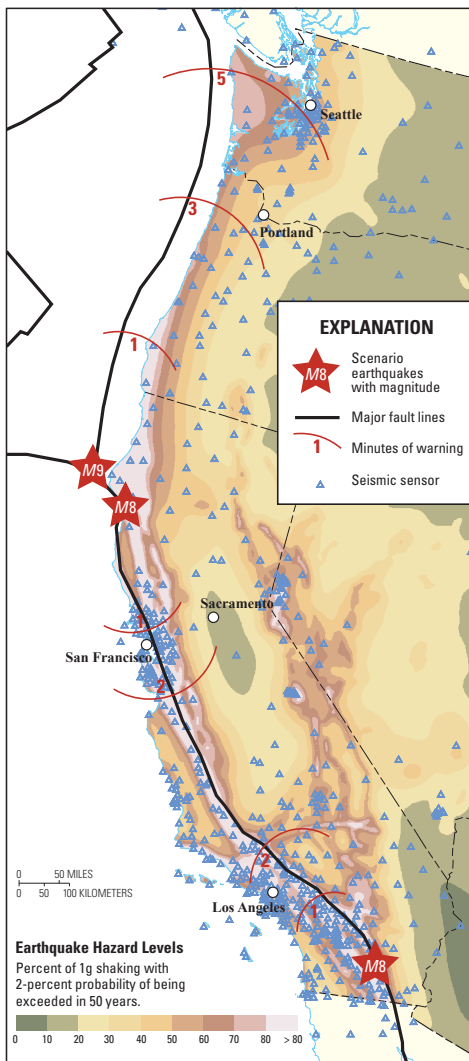 5
Seattle
3
Portland
1
EXPLANATION
M8
Scenario
earthquakes
with magnitude
Major fault lines
1
Minutes of warning
Seismic sensor
M9
M8
Sacramento
1
San Francisco
2
2
Los Angeles
1
M8
0 50 MILES
0 50 100 KILOMETERS
Earthquake Hazard Levels
Percent of 1g shaking with
2-percent probability of being
exceeded in 50 years.
0 10 20 30 40 50 60 70 80 > 80